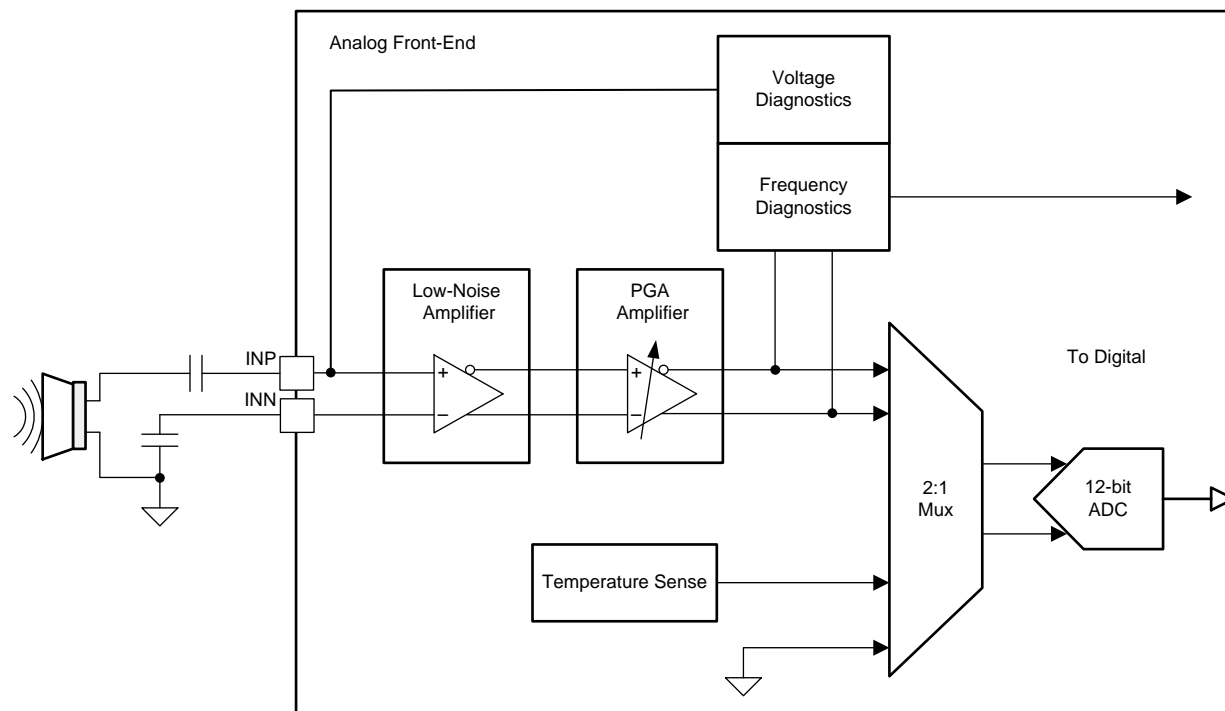 Analog Front-End
Voltage
Diagnostics
Frequency
Diagnostics
Low-Noise
Amplifier
PGA
Amplifier
INP
INN
+
−
+
−
To Digital
2:1
Mux
12-bit
ADC
Temperature Sense